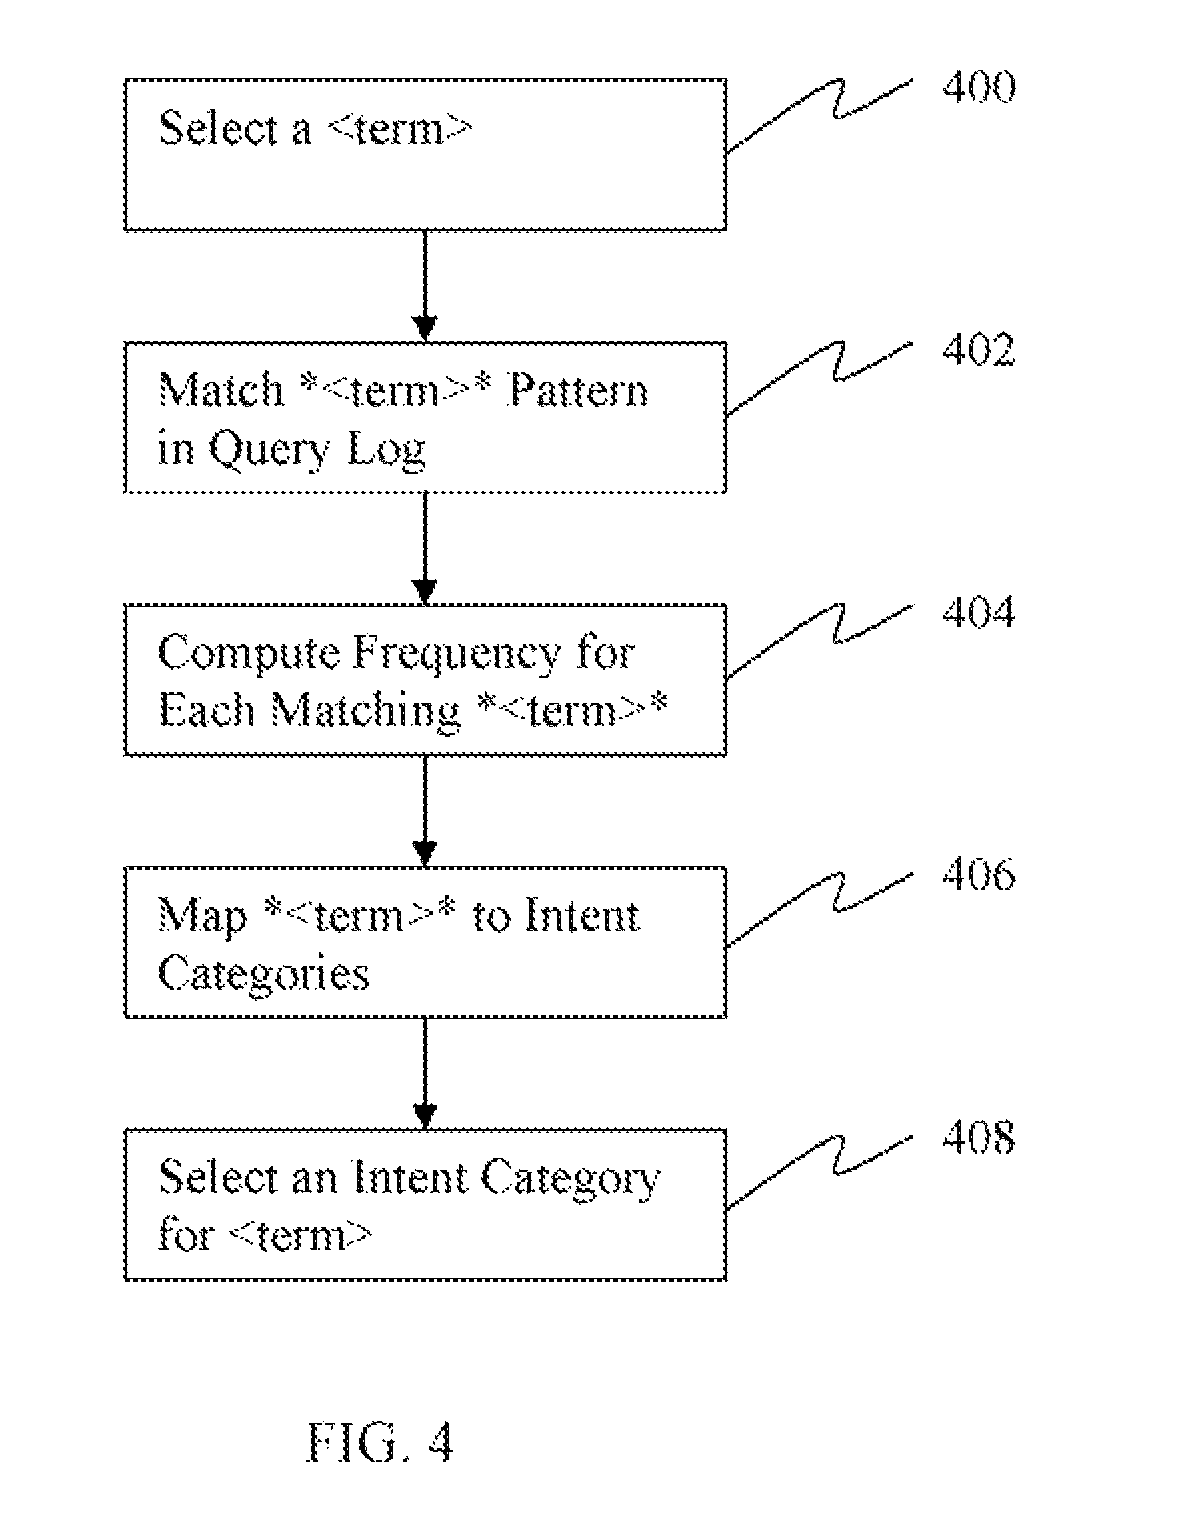 Select a <term>
400
Match *<term>* Pattern
in Query Log
402
Compute Frequency for
Each Matching *<term>*
404
Map *<term>* to Intent
Categories
406
Select an Intent Category
for <term>
408
FIG. 4